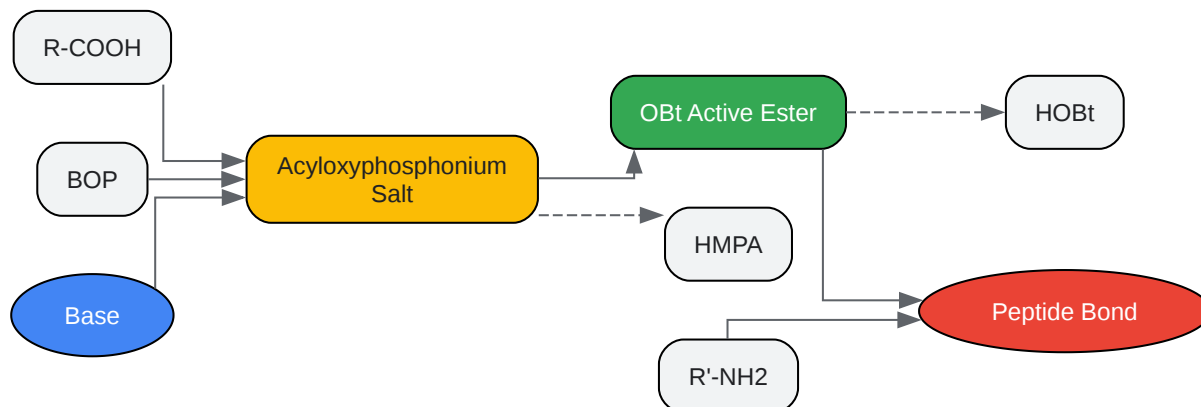 R-COOH
BOP
Base
Acyloxyphosphonium
Salt
OBt Active Ester
HMPA
R'-NH2
HOBt
Peptide Bond